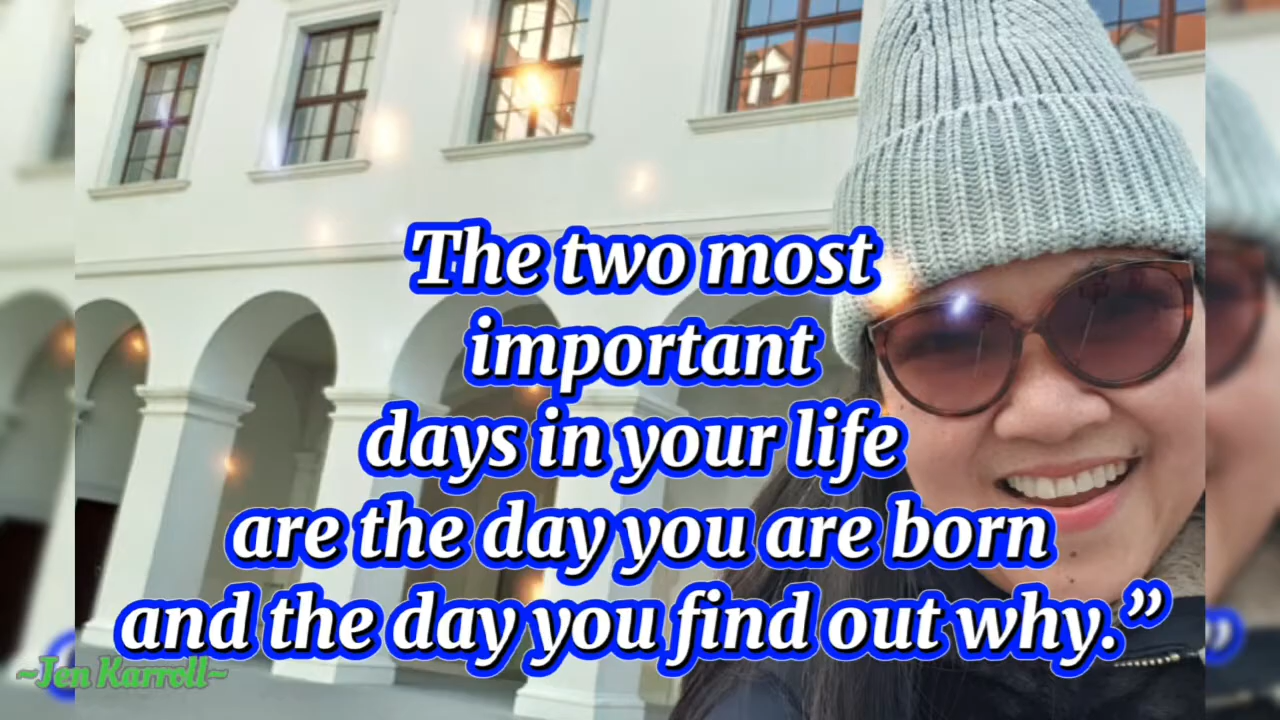 The two most
important
days in your life
are the day you are born
and the day you find out why.”
~Jen Karroll~